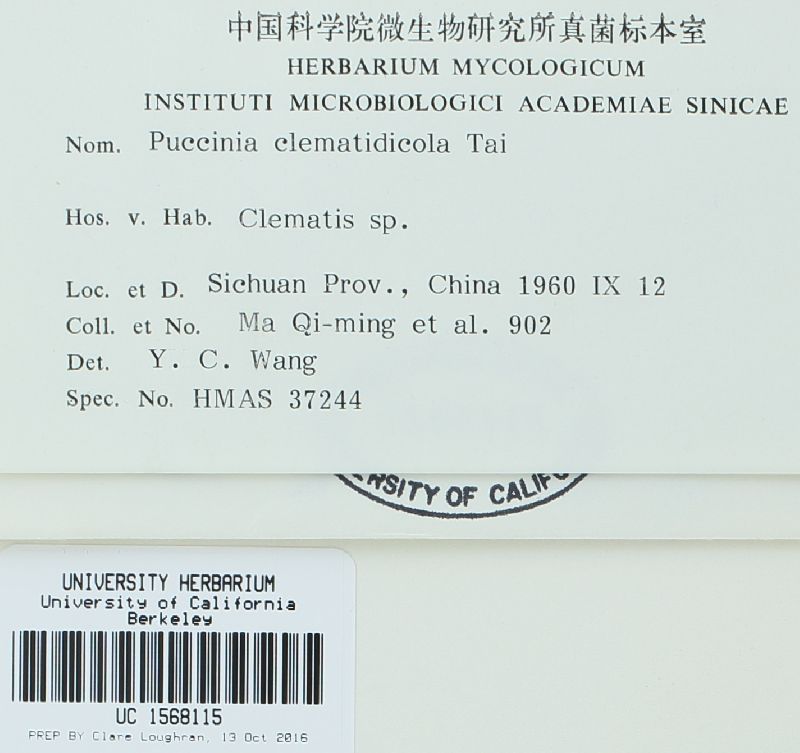 中国科学院微生物研究所真菌标本室
HERBARIUM MYCOLOGICUM
INSTITUTI MICROBIOLOGICI ACADEMIAE SINICAE
Nom. Puccinia clematidicola Tai
Hos. v. Hab. Clematis sp.
Loc. et D. Sichuan Prov., China 1960 IX 12
Coll. et No. Ma Qi-ming et al. 902
Det. Y. C. Wang
Spec. No. HMAS 37244
RSITY OF CALIF
UNIVERSITY HERBARIUM
University of California
Berkeley
UC 1568115
PREP BY Clare Loughran, 13 Oct 2016